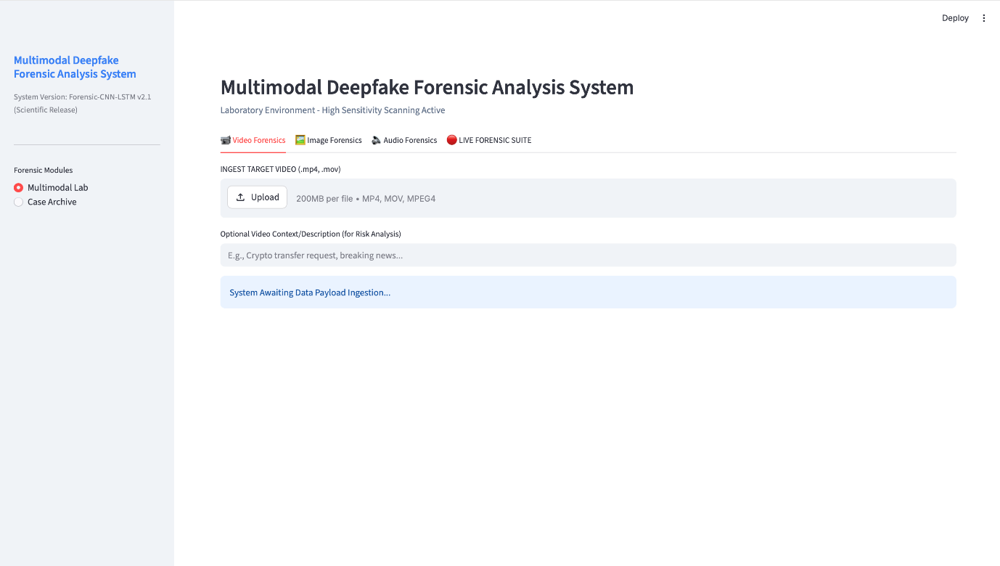 Deploy
Multimodal Deepfake
Forensic Analysis System
System Version: Forensic-CNN-LSTM v2.1
(Scientific Release)
Forensic Modules
Multimodal Lab
Case Archive
Multimodal Deepfake Forensic Analysis System
Laboratory Environment - High Sensitivity Scanning Active
Video Forensics Image Forensics Audio Forensics LIVE FORENSIC SUITE
INGEST TARGET VIDEO (.mp4, .mov)
Upload 200MB per file • MP4, MOV, MPEG4
Optional Video Context/Description (for Risk Analysis)
E.g., Crypto transfer request, breaking news...
System Awaiting Data Payload Ingestion...